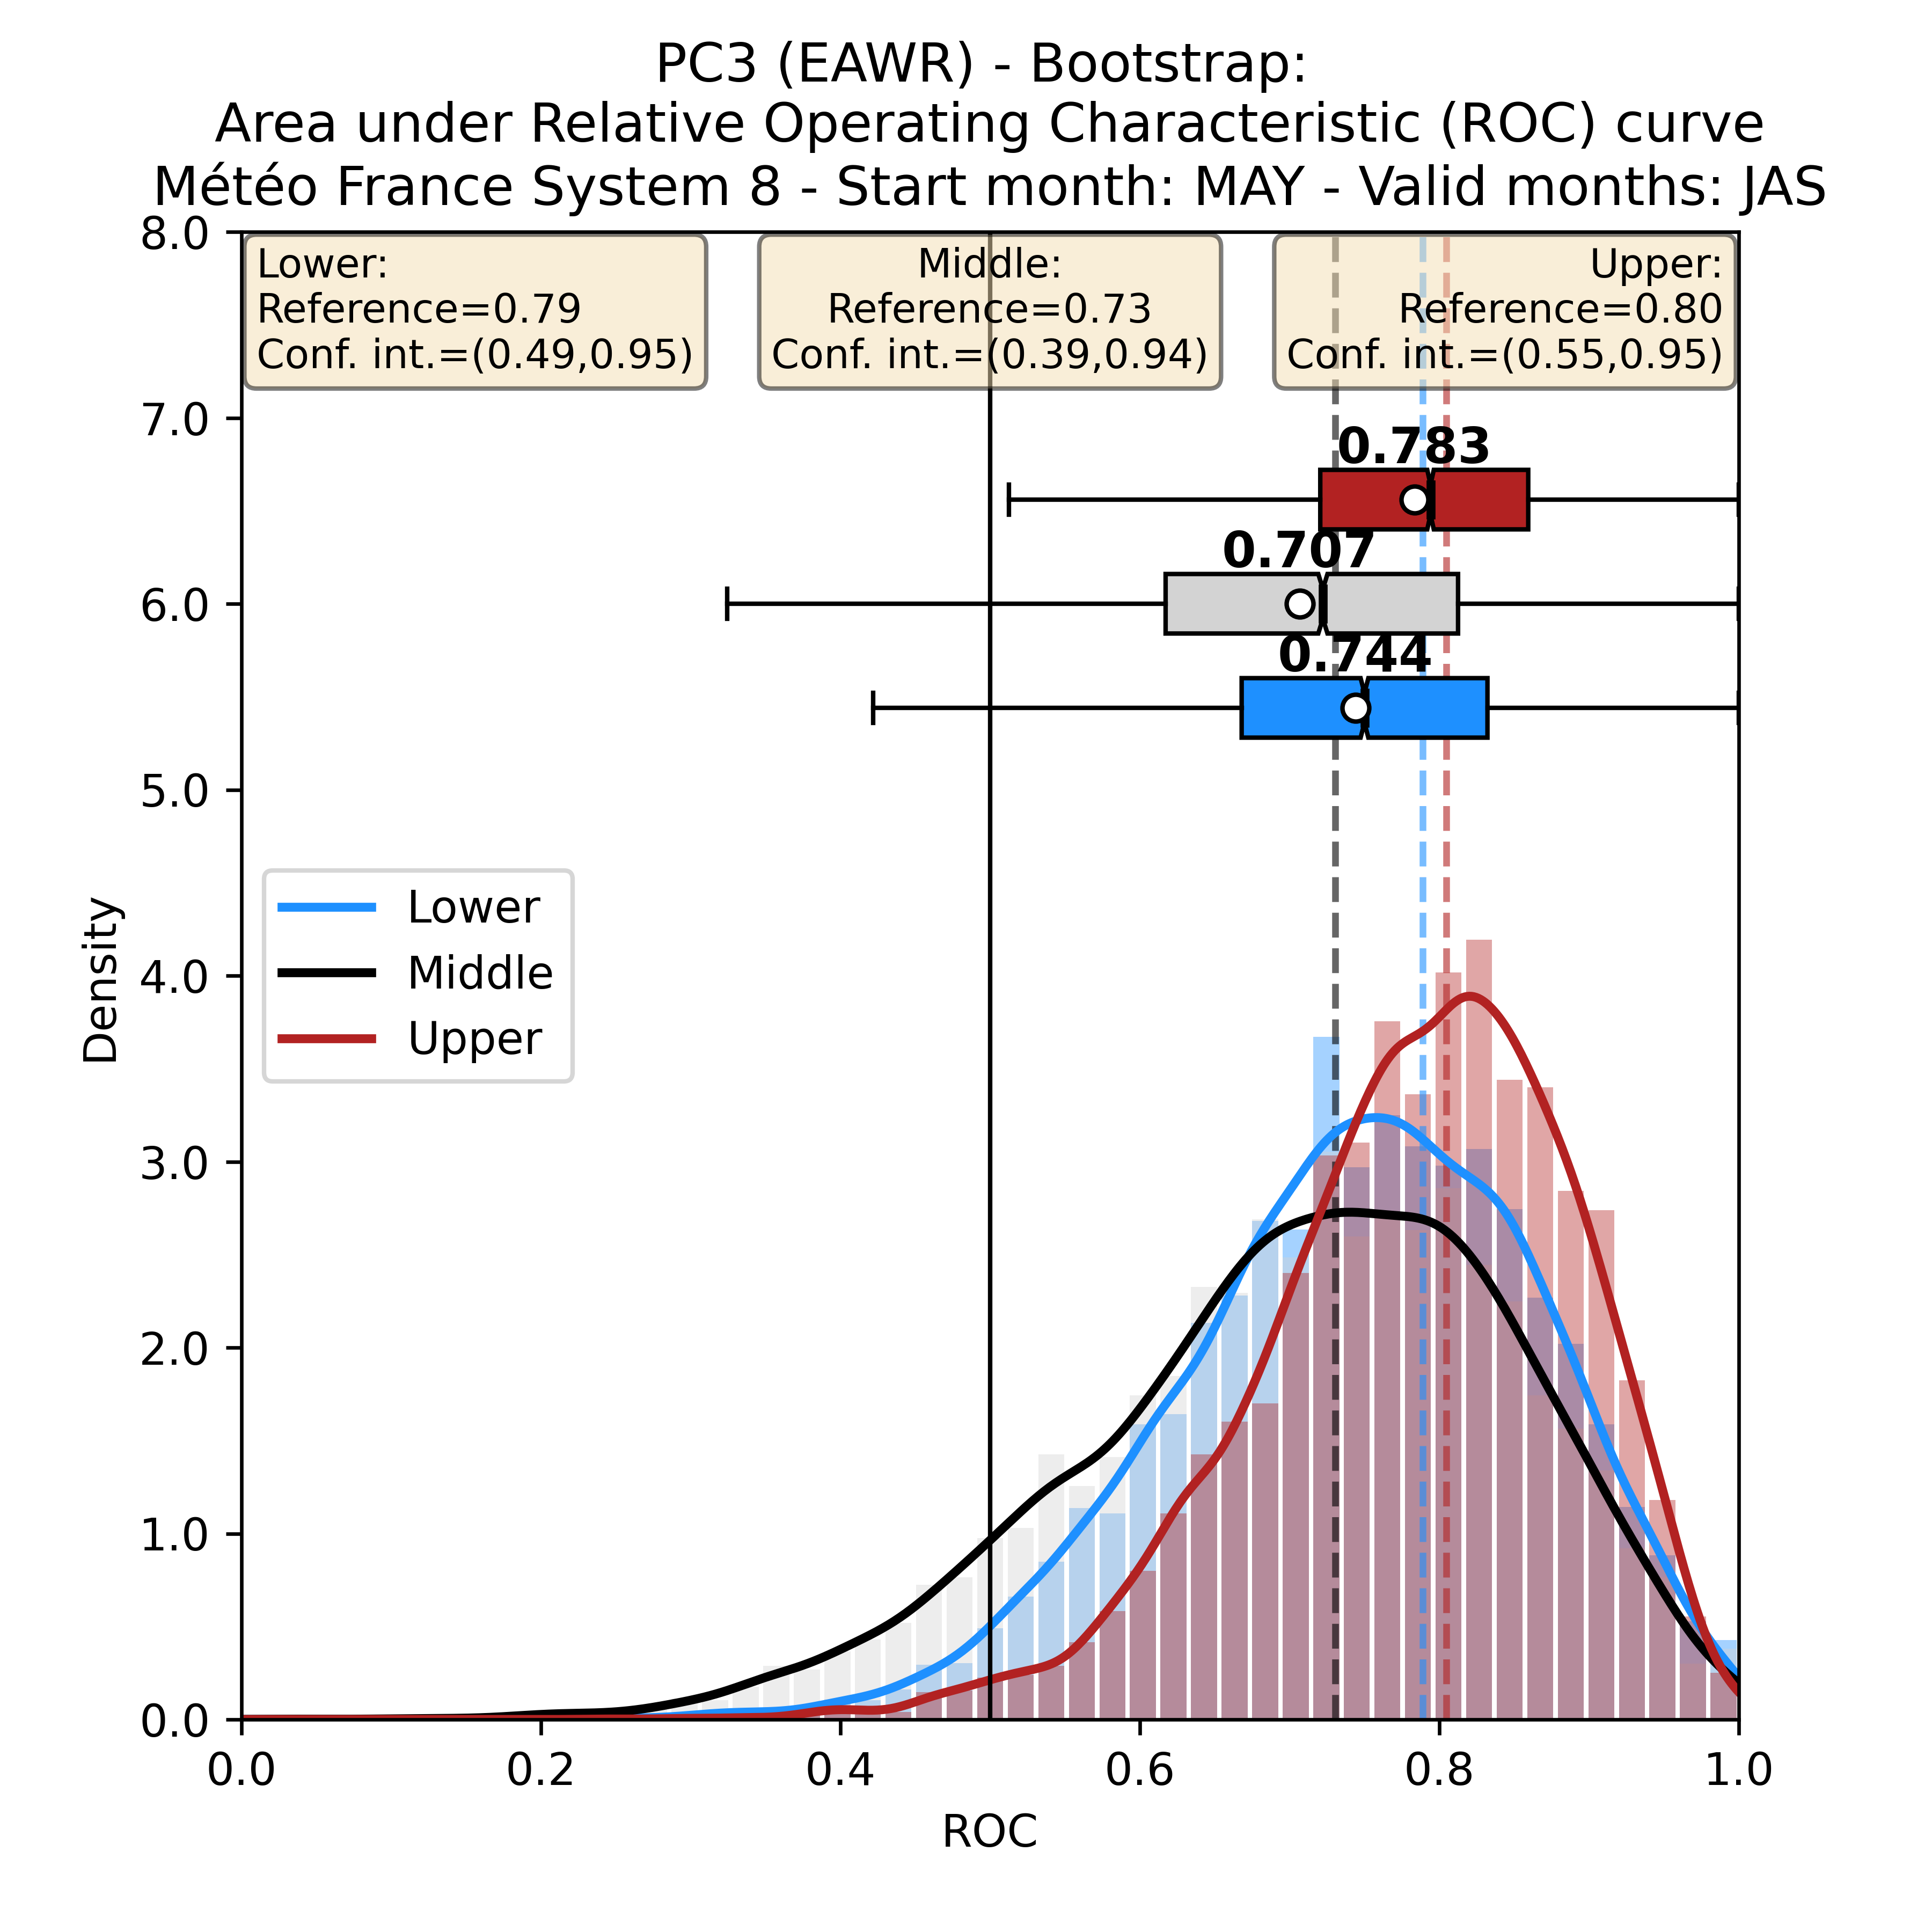 PC3 (EAWR) - Bootstrap:
Area under Relative Operating Characteristic (ROC) curve
Météo France System 8 - Start month: MAY - Valid months: JAS
Lower:
Reference=0.79
Conf. int.=(0.49,0.95)
Middle:
Reference=0.73
Conf. int.=(0.39,0.94)
Upper:
Reference=0.80
Conf. int.=(0.55,0.95)
0.783
0.707
0.744
Lower
Middle
Upper
Density
8.0
7.0
6.0
5.0
4.0
3.0
2.0
1.0
0.0
0.0
0.2
0.4
0.6
0.8
1.0
ROC